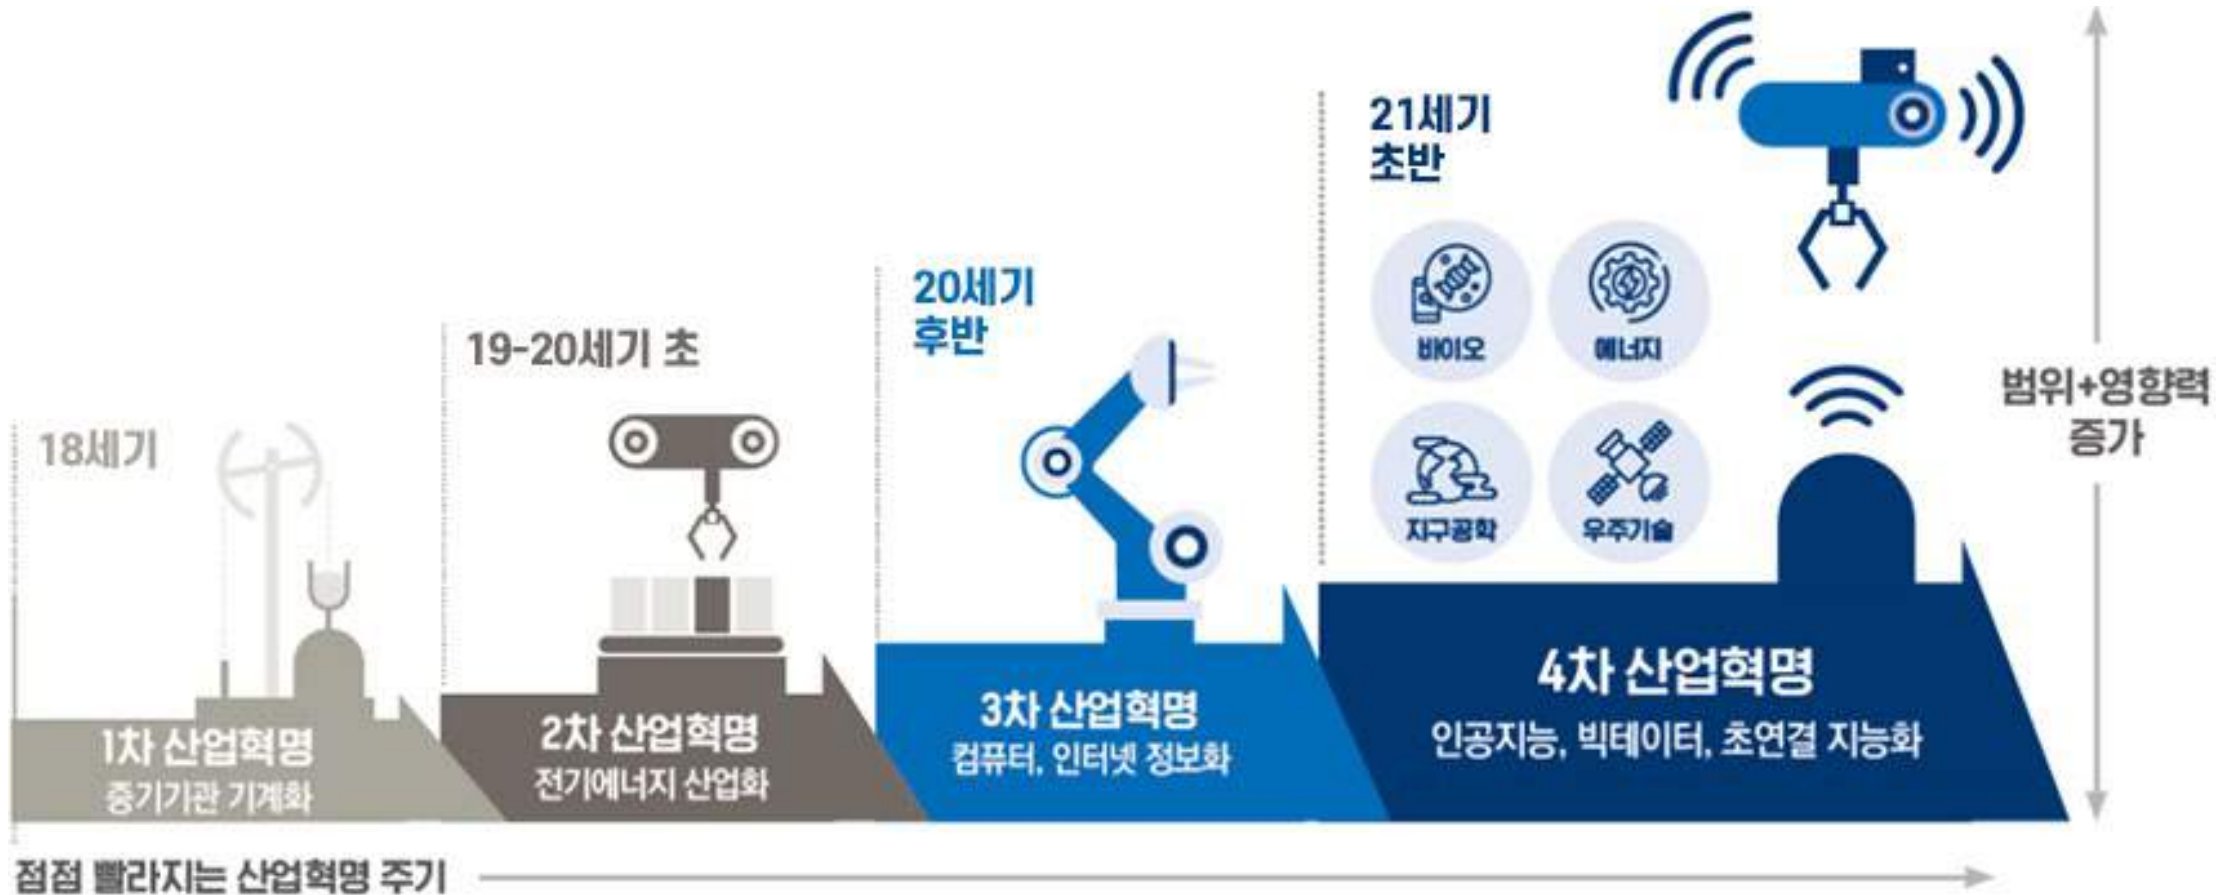 18세기
1차 산업혁명
증기기관 기계화
19-20세기 초
2차 산업혁명
전기에너지 산업화
20세기
후반
3차 산업혁명
컴퓨터, 인터넷 정보화
21세기
초반
바이오
에너지
지구공학
우주기술
4차 산업혁명
인공지능, 빅테이터, 초연결 지능화
범위+영향력
증가
점점 빨라지는 산업혁명 주기